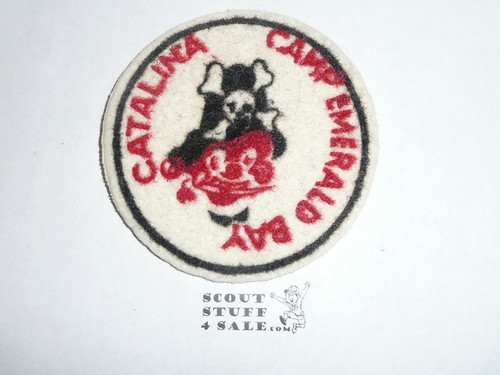 CATALINA
CAMP EMERALD BAY
SCOUT
STUFF
4 SALE.COM